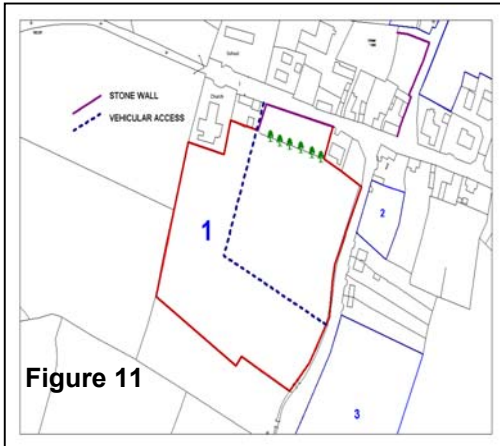 School
Church
STONE WALL
VEHICULAR ACCESS
1
2
3
Figure 11